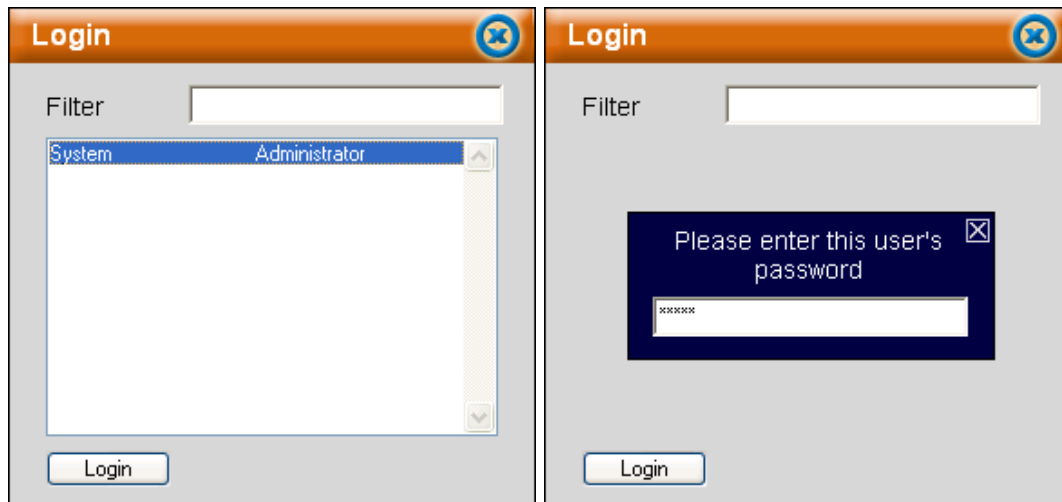 Login
Filter
System Administrator
Login
Login
Filter
Please enter this user's
password
*****
Login